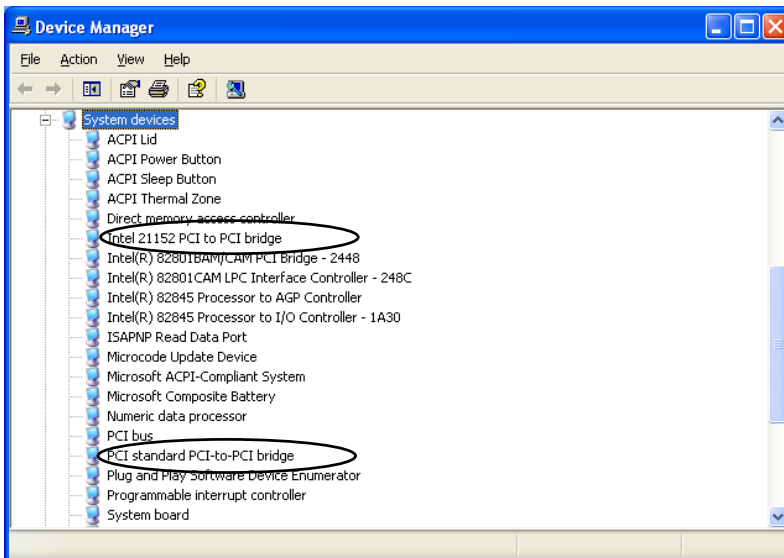 Device Manager
File Action View Help
System devices
ACPI Lid
ACPI Power Button
ACPI Sleep Button
ACPI Thermal Zone
Direct memory access controller
Intel 21152 PCI to PCI bridge
Intel(R) 82801BAM/CAM PCI Bridge - 2448
Intel(R) 82801CAM LPC Interface Controller - 248C
Intel(R) 82845 Processor to AGP Controller
Intel(R) 82845 Processor to I/O Controller - 1A30
ISAPNP Read Data Port
Microcode Update Device
Microsoft ACPI-Compliant System
Microsoft Composite Battery
Numeric data processor
PCI bus
PCI standard PCI-to-PCI bridge
Plug and Play Software Device Enumerator
Programmable interrupt controller
System board